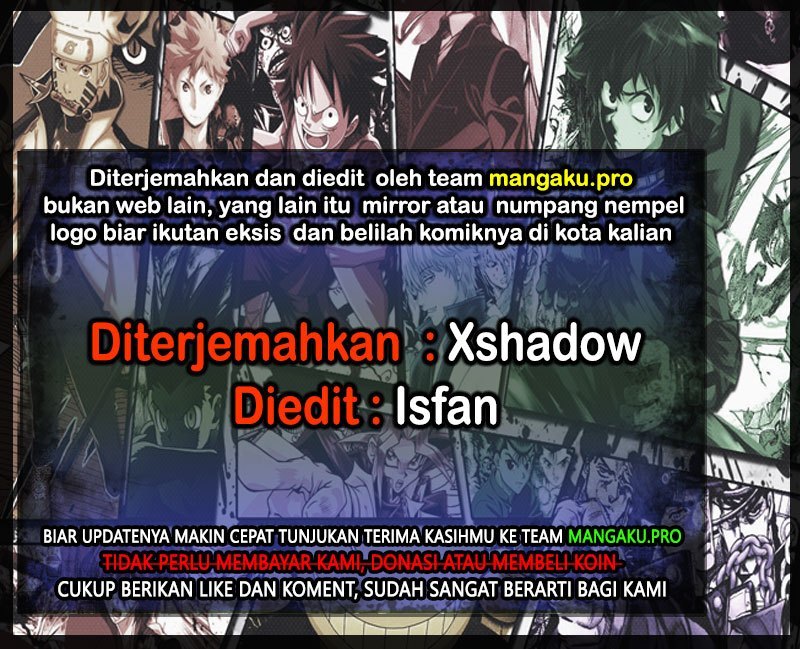 Diterjemahkan dan diedit oleh team mangaku.pro
bukan web lain, yang lain itu mirror atau numpang nempel
logo biar ikutan eksis dan belilah komiknya di kota kalian
Diterjemahkan : Xshadow
Diedit : Isfan
BIAR UPDATENYA MAKIN CEPAT TUNJUKAN TERIMA KASIHMU KE TEAM MANGAKU.PRO
TIDAK PERLU MEMBAYAR KAMI, DONASI ATAU MEMBELI KOIN
CUKUP BERIKAN LIKE DAN KOMENT, SUDAH SANGAT BERARTI BAGI KAMI